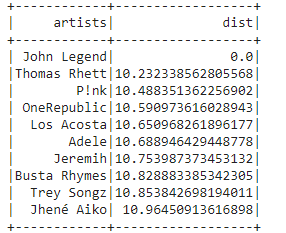 +------------+------------------+
|     artists|              dist|
+------------+------------------+
| John Legend|               0.0|
|Thomas Rhett|10.232338562805568|
|        P!nk|10.488351362256902|
| OneRepublic|10.590973616028943|
|  Los Acosta|10.650968261896177|
|       Adele|10.688946429448778|
|     Jeremih|10.753987373453132|
|Busta Rhymes|10.828883385342305|
|  Trey Songz|10.853842698194011|
|  Jhené Aiko| 10.96450913616898|
+------------+------------------+